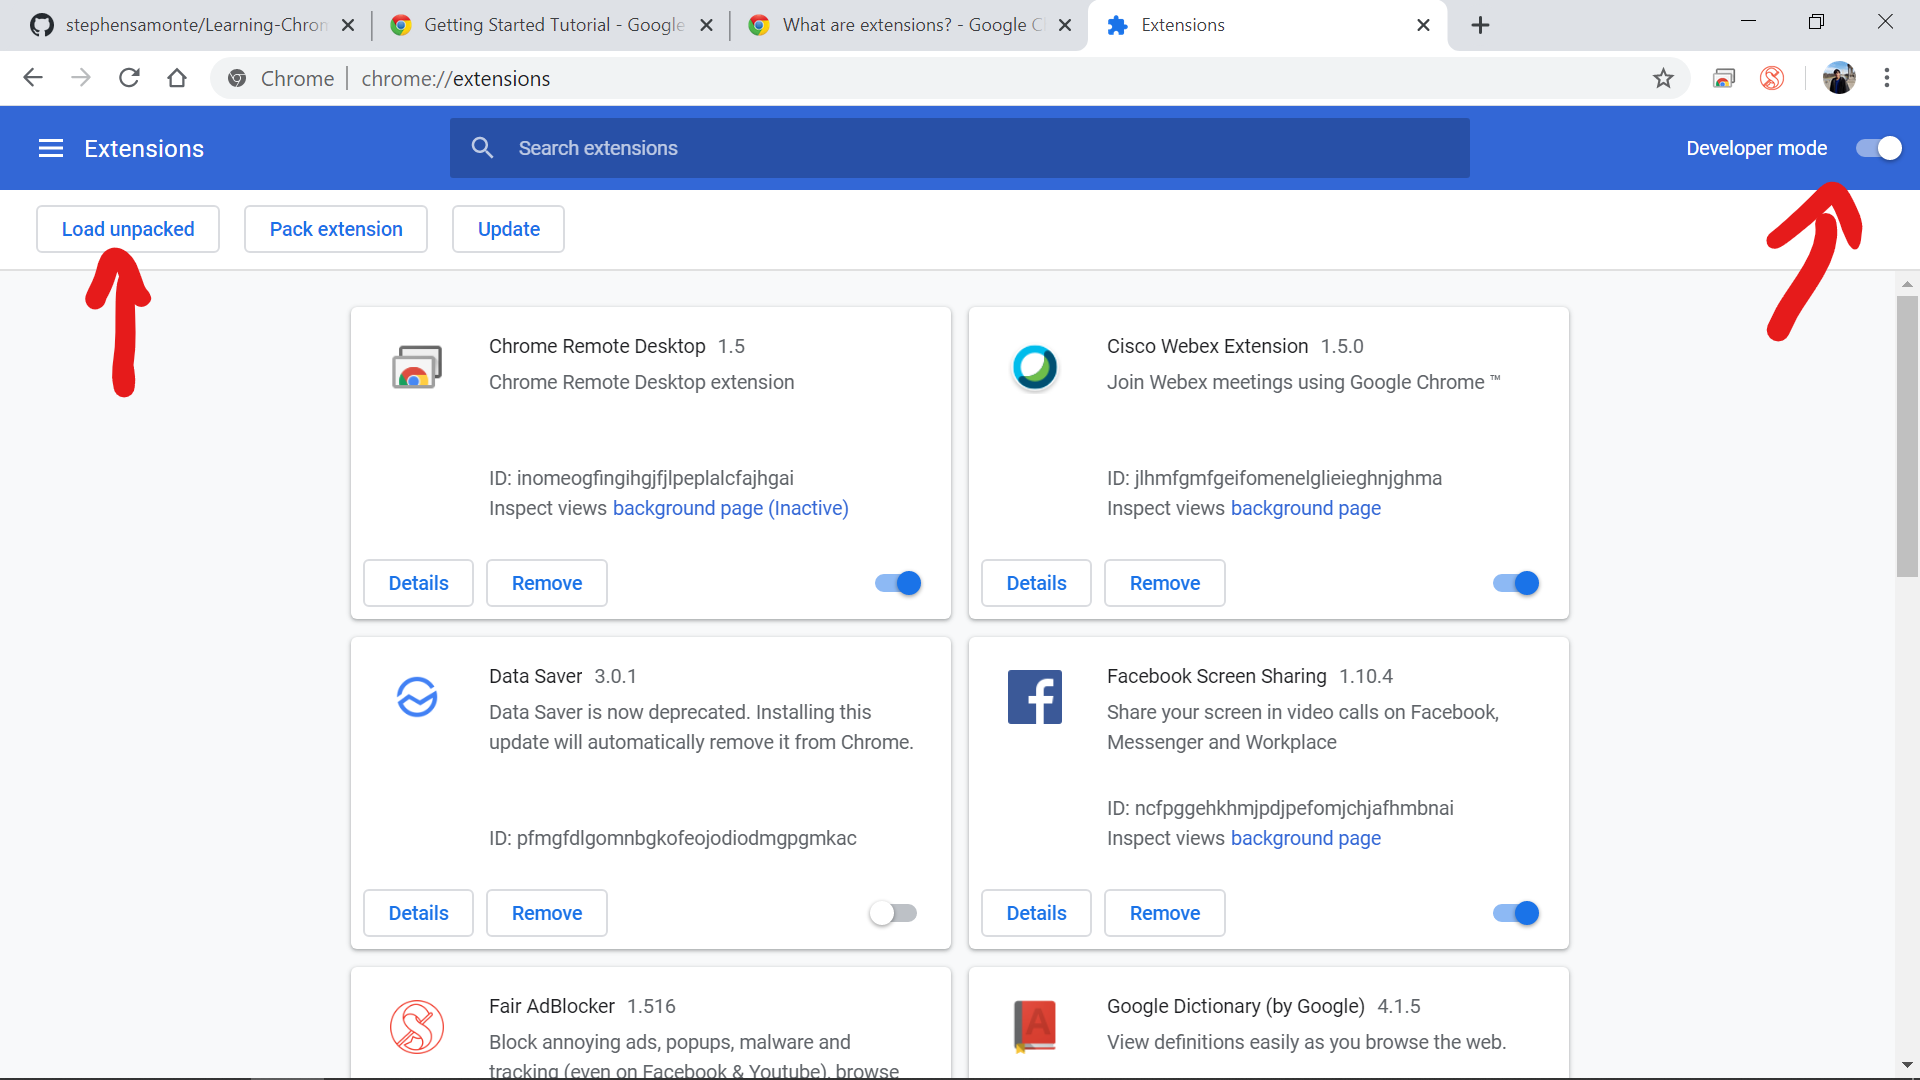 stephensamonte/Learning-Chron
Getting Started Tutorial - Google
What are extensions? - Google C
Extensions
Chrome
chrome://extensions
Extensions
Search extensions
Developer mode
Load unpacked
Pack extension
Update
Chrome Remote Desktop 1.5
Chrome Remote Desktop extension
ID: inomeogfingihgjfjlpeplalcfajhgai
Inspect views background page (Inactive)
Details
Remove
Cisco Webex Extension 1.5.0
Join Webex meetings using Google Chrome ™
ID: jlhmfgmfgeifomenelglieieghnjghma
Inspect views background page
Details
Remove
Data Saver 3.0.1
Data Saver is now deprecated. Installing this
update will automatically remove it from Chrome.
ID: pfmgfdlgomnbgkofeojodiodmgpgmkac
Details
Remove
Facebook Screen Sharing 1.10.4
Share your screen in video calls on Facebook,
Messenger and Workplace
ID: ncfpggehkhmjpdjpefomjchjafhmbnai
Inspect views background page
Details
Remove
Fair AdBlocker 1.516
Block annoying ads, popups, malware and
tracking (even on Facebook & Youtube), browse
Google Dictionary (by Google) 4.1.5
View definitions easily as you browse the web.